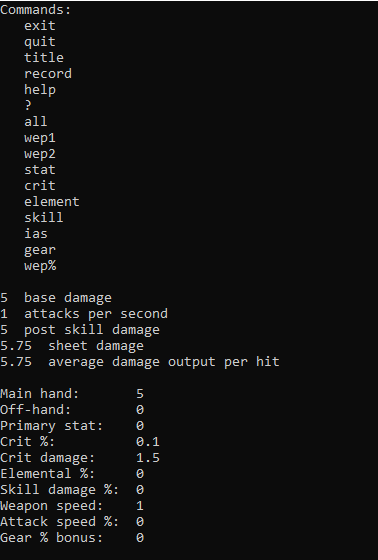 Commands:
exit
quit
title
record
help
?
all
wep1
wep2
stat
crit
element
skill
ias
gear
wep%
5 base damage
1 attacks per second
5 post skill damage
5.75 sheet damage
5.75 average damage output per hit
Main hand: 5
Off-hand: 0
Primary stat: 0
Crit %: 0.1
Crit damage: 1.5
Elemental %: 0
Skill damage %: 0
Weapon speed: 1
Attack speed %: 0
Gear % bonus: 0